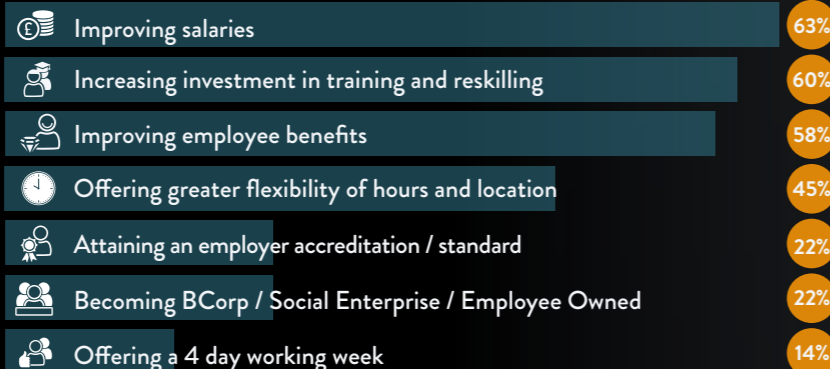 Improving salaries 63%
Increasing investment in training and reskilling 60%
Improving employee benefits 58%
Offering greater flexibility of hours and location 45%
Attaining an employer accreditation / standard 22%
Becoming BCorp / Social Enterprise / Employee Owned 22%
Offering a 4 day working week 14%